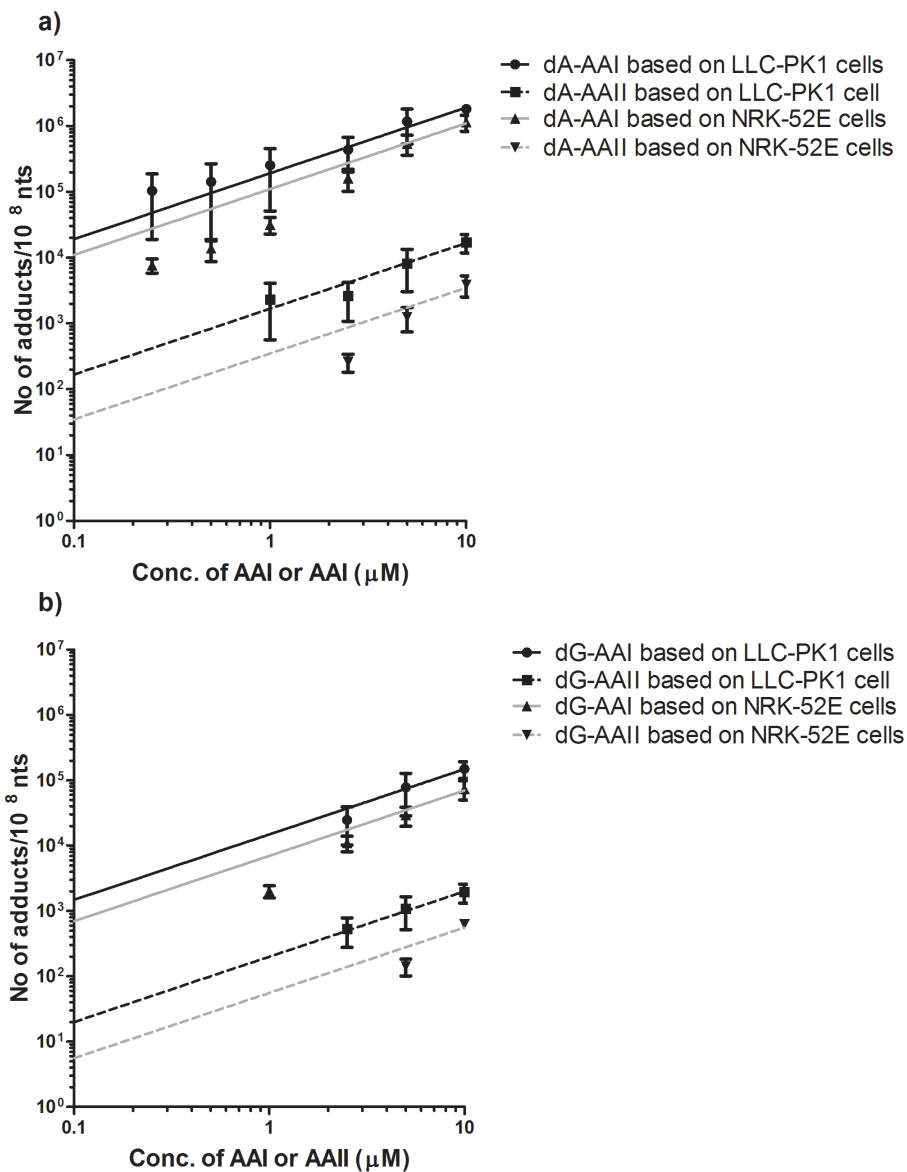 a)
No of adducts/10 8 nts
10^7
10^6
10^5
10^4
10^3
10^2
10^1
10^0
0.1
1
10
Conc. of AAI or AAI (μM)
dA-AAI based on LLC-PK1 cells
dA-AAII based on LLC-PK1 cell
dA-AAI based on NRK-52E cells
dA-AAII based on NRK-52E cells
b)
No of adducts/10 8 nts
10^7
10^6
10^5
10^4
10^3
10^2
10^1
10^0
0.1
1
10
Conc. of AAI or AAII (μM)
dG-AAI based on LLC-PK1 cells
dG-AAII based on LLC-PK1 cell
dG-AAI based on NRK-52E cells
dG-AAII based on NRK-52E cells